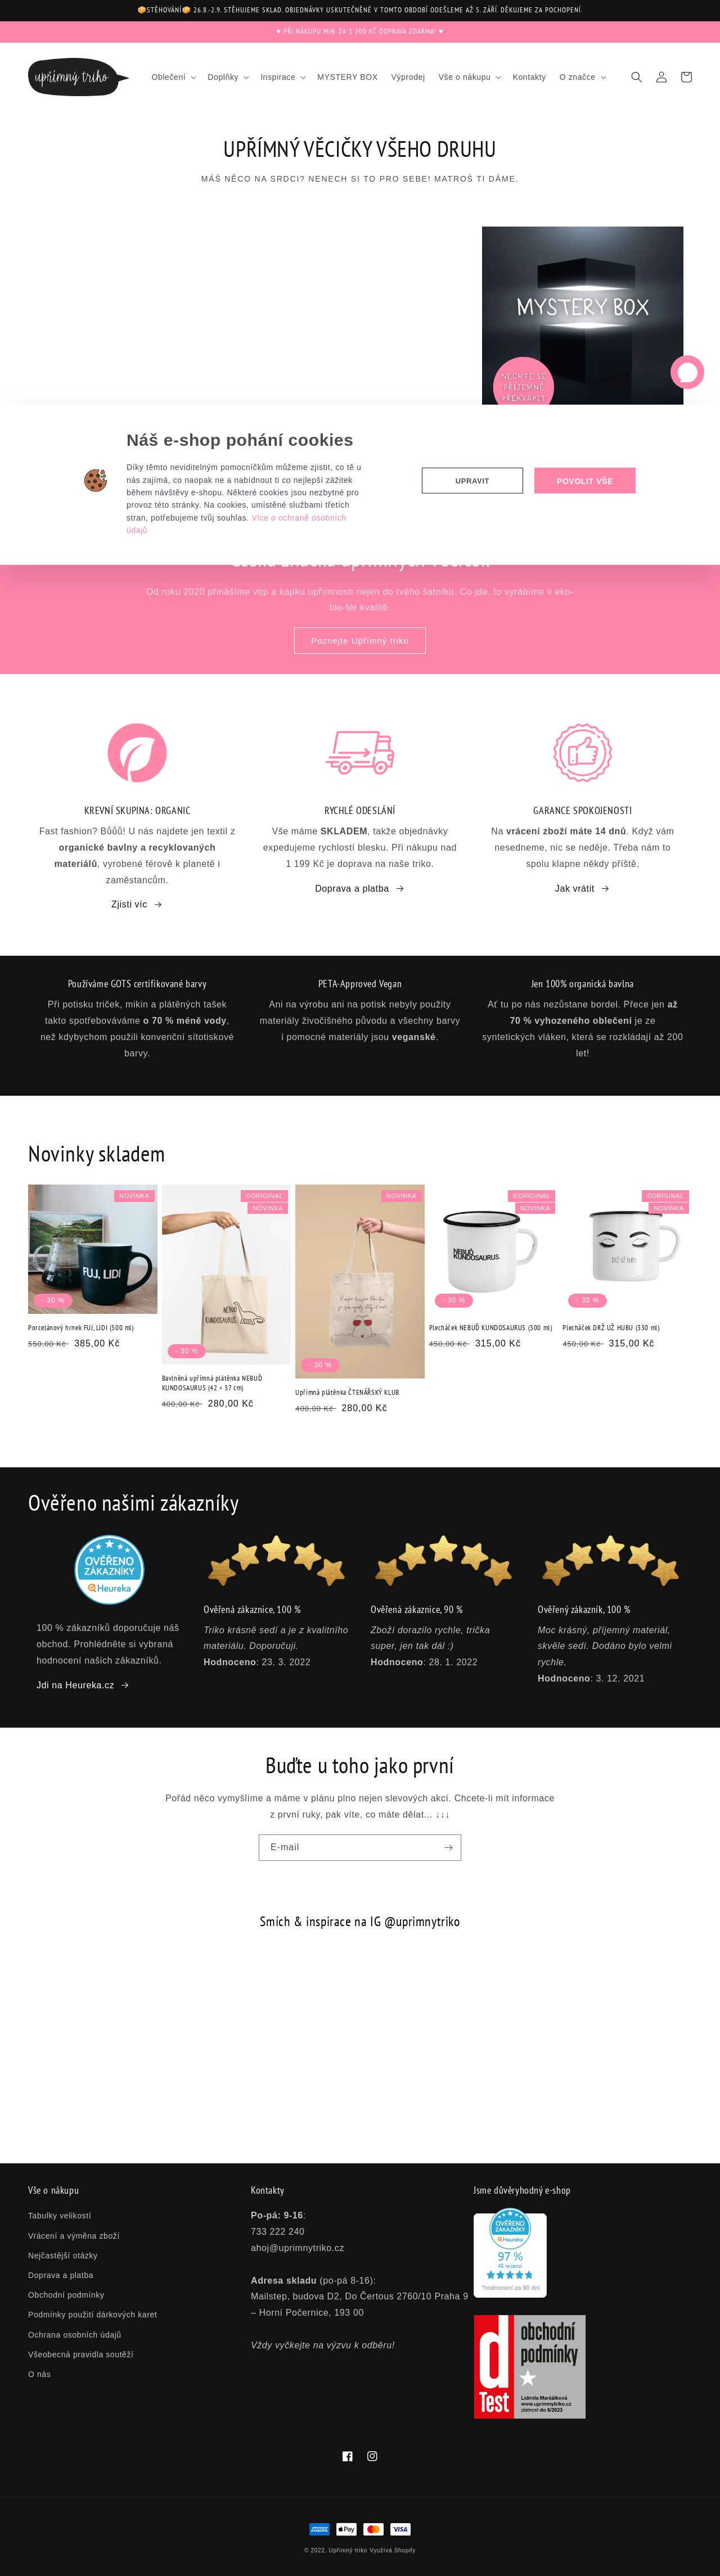 📦STĚHOVÁNÍ📦 26.8.-2.9. STĚHUJEME SKLAD. OBJEDNÁVKY USKUTEČNĚNÉ V TOMTO OBDOBÍ ODEŠLEME AŽ 5. ZÁŘÍ. DĚKUJEME ZA POCHOPENÍ.
♥ PŘI NÁKUPU MIN. ZA 1 200 KČ DOPRAVA ZDARMA! ♥
upřímný triko
Oblečení Doplňky Inspirace MYSTERY BOX Výprodej Vše o nákupu Kontakty O značce
UPŘÍMNÝ VĚCIČKY VŠEHO DRUHU
MÁŠ NĚCO NA SRDCI? NENECH SI TO PRO SEBE! MATROŠ TI DÁME.
MYSTERY BOX
NECHTE SE
PŘÍJEMNĚ
PŘEKVAPIT
Náš e-shop pohání cookies
Díky těmto neviditelným pomocníčkům můžeme zjistit, co tě u
nás zajímá, co naopak ne a nabídnout ti co nejlepší zážitek
během návštěvy e-shopu. Některé cookies jsou nezbytné pro
provoz této stránky. Na cookies, umístěné službami třetích
stran, potřebujeme tvůj souhlas. Více o ochraně osobních
údajů
UPRAVIT
POVOLIT VŠE
Od roku 2020 přinášíme vtip a kapku upřímnosti nejen do tvého šatníku. Co jde, to vyrábíme v eko-
bio-fér kvalitě.
Poznejte Upřímný triko
KREVNÍ SKUPINA: ORGANIC
Fast fashion? Bůůů! U nás najdete jen textil z
organické bavlny a recyklovaných
materiálů, vyrobené férově k planetě i
zaměstancům.
Zjisti víc →
RYCHLÉ ODESLÁNÍ
Vše máme SKLADEM, takže objednávky
expedujeme rychlostí blesku. Při nákupu nad
1 199 Kč je doprava na naše triko.
Doprava a platba →
GARANCE SPOKOJENOSTI
Na vrácení zboží máte 14 dnů. Když vám
nesedneme, nic se neděje. Třeba nám to
spolu klapne někdy příště.
Jak vrátit →
Používáme GOTS certifikované barvy
Při potisku triček, mikin a plátěných tašek
takto spotřebováváme o 70 % méně vody,
než kdybychom použili konvenční sítotiskové
barvy.
PETA-Approved Vegan
Ani na výrobu ani na potisk nebyly použity
materiály živočišného původu a všechny barvy
i pomocné materiály jsou veganské.
Jen 100% organická bavlna
Ať tu po nás nezůstane bordel. Přece jen až
70 % vyhozeného oblečení je ze
syntetických vláken, která se rozkládají až 200
let!
Novinky skladem
NOVINKA
FUJ, LIDI
- 30 %
Porcelánový hrnek FUJ, LIDI (500 ml)
550,00 Kč 385,00 Kč
©ORIGINAL
NOVINKA
NEBUĎ
KUNDOSAURUS.
- 30 %
Bavlněná upřímná plátěnka NEBUĎ
KUNDOSAURUS (42 × 37 cm)
400,00 Kč 280,00 Kč
NOVINKA
- 30 %
Upřímná plátěnka ČTENÁŘSKÝ KLUB
400,00 Kč 280,00 Kč
©ORIGINAL
NOVINKA
NEBUĎ
KUNDOSAURUS.
- 30 %
Plecháček NEBUĎ KUNDOSAURUS (300 ml)
450,00 Kč 315,00 Kč
©ORIGINAL
NOVINKA
DRŽ UŽ HUBU
- 30 %
Plecháček DRŽ UŽ HUBU (330 ml)
450,00 Kč 315,00 Kč
Ověřeno našimi zákazníky
OVĚŘENO
ZÁKAZNÍKY
Heureka!
100 % zákazníků doporučuje náš
obchod. Prohlédněte si vybraná
hodnocení našich zákazníků.
Jdi na Heureka.cz →
Ověřená zákaznice, 100 %
Triko krásně sedí a je z kvalitního
materiálu. Doporučuji.
Hodnoceno: 23. 3. 2022
Ověřená zákaznice, 90 %
Zboží dorazilo rychle, trička
super, jen tak dál :)
Hodnoceno: 28. 1. 2022
Ověřený zákazník, 100 %
Moc krásný, příjemný materiál,
skvěle sedí. Dodáno bylo velmi
rychle.
Hodnoceno: 3. 12. 2021
Buďte u toho jako první
Pořád něco vymyšlíme a máme v plánu plno nejen slevových akcí. Chcete-li mít informace
z první ruky, pak víte, co máte dělat... ↓↓↓
E-mail
Smích & inspirace na IG @uprimnytriko
Vše o nákupu
Tabulky velikostí
Vrácení a výměna zboží
Nejčastější otázky
Doprava a platba
Obchodní podmínky
Podmínky použití dárkových karet
Ochrana osobních údajů
Všeobecná pravidla soutěží
O nás
Kontakty
Po-pá: 9-16:
733 222 240
ahoj@uprimnytriko.cz
Adresa skladu (po-pá 8-16):
Mailstep, budova D2, Do Čertous 2760/10 Praha 9
– Horní Počernice, 193 00
Vždy vyčkejte na výzvu k odběru!
Jsme důvěryhodný e-shop
OVĚŘENO
ZÁKAZNÍKY
Heureka!
97 %
45 recenzí
*hodnocení za 90 dní
dTest
obchodní
podmínky
Lidmila Maršálková
www.uprimnytriko.cz
platnost do 6/2023
Apple Pay
VISA
© 2022, Upřímný triko Využívá Shopify